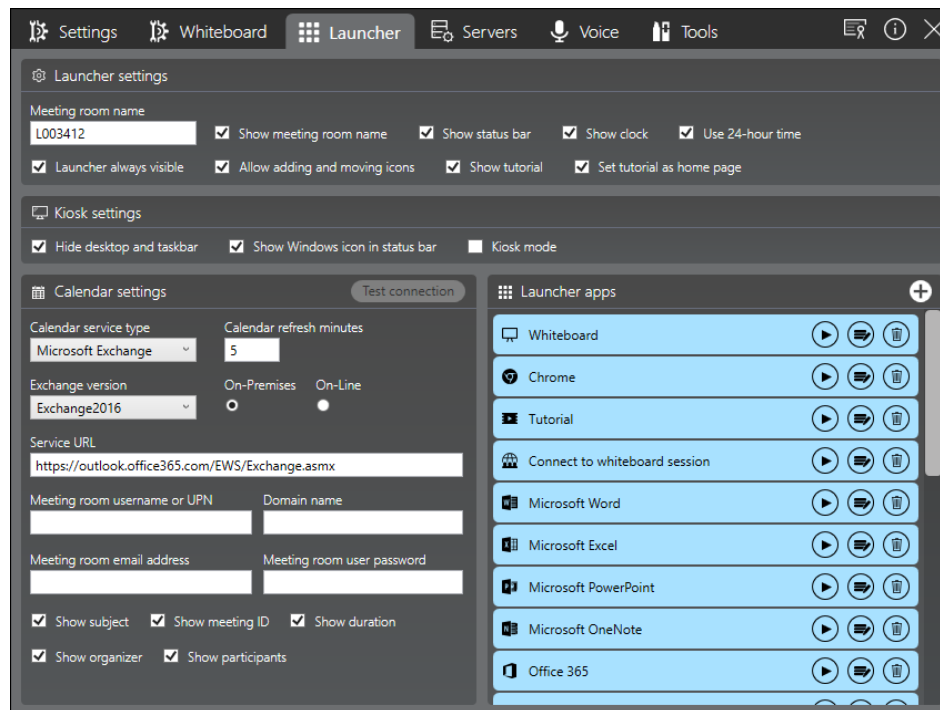 Settings Whiteboard Launcher Servers Voice Tools
Launcher settings
Meeting room name
L003412 Show meeting room name Show status bar Show clock Use 24-hour time
Launcher always visible Allow adding and moving icons Show tutorial Set tutorial as home page
Kiosk settings
Hide desktop and taskbar Show Windows icon in status bar Kiosk mode
Calendar settings Test connection
Calendar service type Calendar refresh minutes
Microsoft Exchange 5
Exchange version On-Premises On-Line
Exchange2016
Service URL
https://outlook.office365.com/EWS/Exchange.asmx
Meeting room username or UPN Domain name
Meeting room email address Meeting room user password
Show subject Show meeting ID Show duration
Show organizer Show participants
Launcher apps
Whiteboard
Chrome
Tutorial
Connect to whiteboard session
Microsoft Word
Microsoft Excel
Microsoft PowerPoint
Microsoft OneNote
Office 365